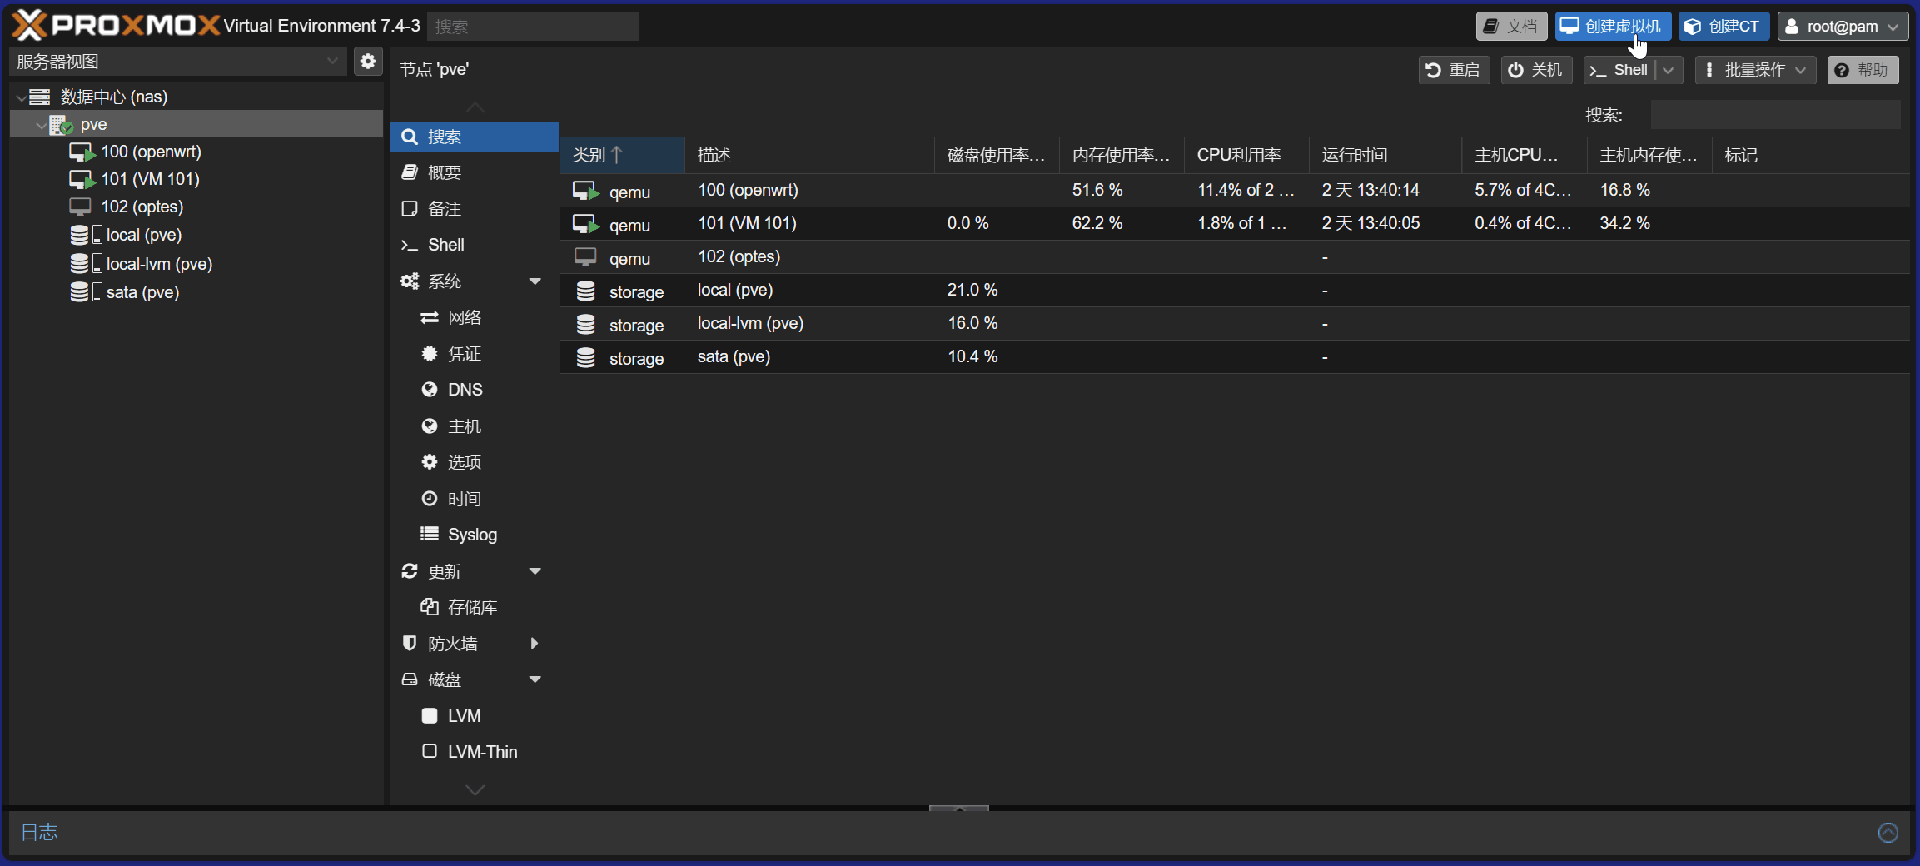 PROXMOX Virtual Environment 7.4-3 搜索 文档 创建虚拟机 创建CT root@pam
服务器视图
节点 'pve' 重启 关机 Shell 批量操作 帮助
数据中心 (nas)
pve
100 (openwrt)
101 (VM 101)
102 (optes)
local (pve)
local-lvm (pve)
sata (pve)
搜索
概要
备注
Shell
系统
网络
凭证
DNS
主机
选项
时间
Syslog
更新
存储库
防火墙
磁盘
LVM
LVM-Thin
搜索:
类别 描述 磁盘使用率... 内存使用率... CPU利用率 运行时间 主机CPU... 主机内存使... 标记
qemu 100 (openwrt) 51.6 % 11.4% of 2 ... 2 天 13:40:14 5.7% of 4C... 16.8 %
qemu 101 (VM 101) 0.0 % 62.2 % 1.8% of 1 ... 2 天 13:40:05 0.4% of 4C... 34.2 %
qemu 102 (optes) -
storage local (pve) 21.0 % -
storage local-lvm (pve) 16.0 % -
storage sata (pve) 10.4 % -
日志